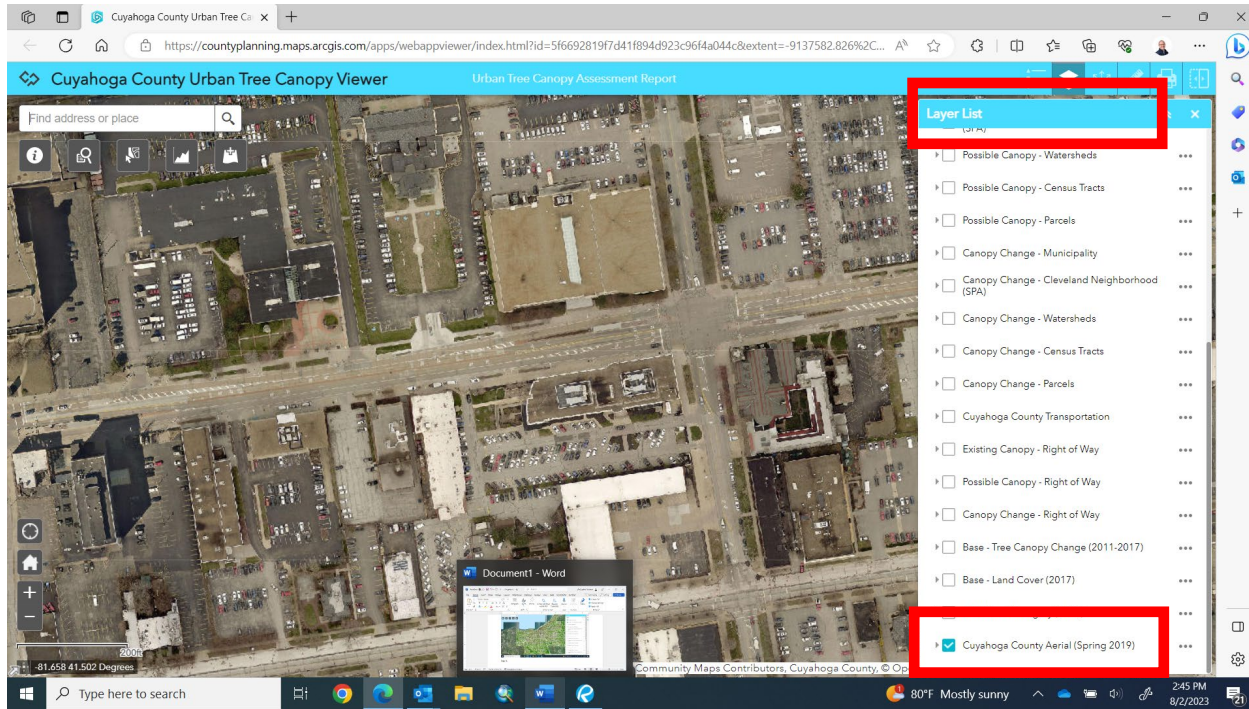 Cuyahoga County Urban Tree Ca
https://countyplanning.maps.arcgis.com/apps/webappviewer/index.html?id=5f6692819f7d41f894d923c96f4a044c&extent=-9137582.826%2C...
Cuyahoga County Urban Tree Canopy Viewer
Urban Tree Canopy Assessment Report
Find address or place
Layer List
(SPA)
Possible Canopy - Watersheds
Possible Canopy - Census Tracts
Possible Canopy - Parcels
Canopy Change - Municipality
Canopy Change - Cleveland Neighborhood
(SPA)
Canopy Change - Watersheds
Canopy Change - Census Tracts
Canopy Change - Parcels
Cuyahoga County Transportation
Existing Canopy - Right of Way
Possible Canopy - Right of Way
Canopy Change - Right of Way
Base - Tree Canopy Change (2011-2017)
Base - Land Cover (2017)
Cuyahoga County Aerial (Spring 2019)
Document1 - Word
200ft
-81.658 41.502 Degrees
Community Maps Contributors, Cuyahoga County, © Op
Type here to search
80°F Mostly sunny
2:45 PM
8/2/2023
21